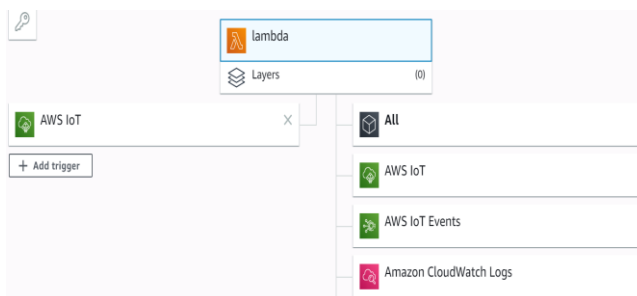 lambda
Layers (0)
AWS IoT X
+ Add trigger
All
AWS IoT
AWS IoT Events
Amazon CloudWatch Logs